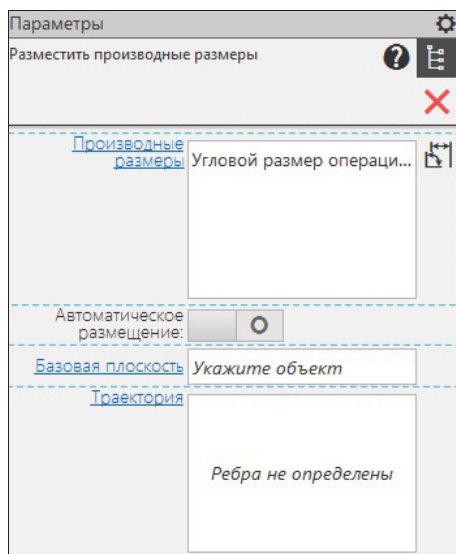 Параметры
Разместить производные размеры
Производные
размеры
Угловой размер операци...
Автоматическое
размещение:
Базовая плоскость
Укажите объект
Траектория
Ребра не определены